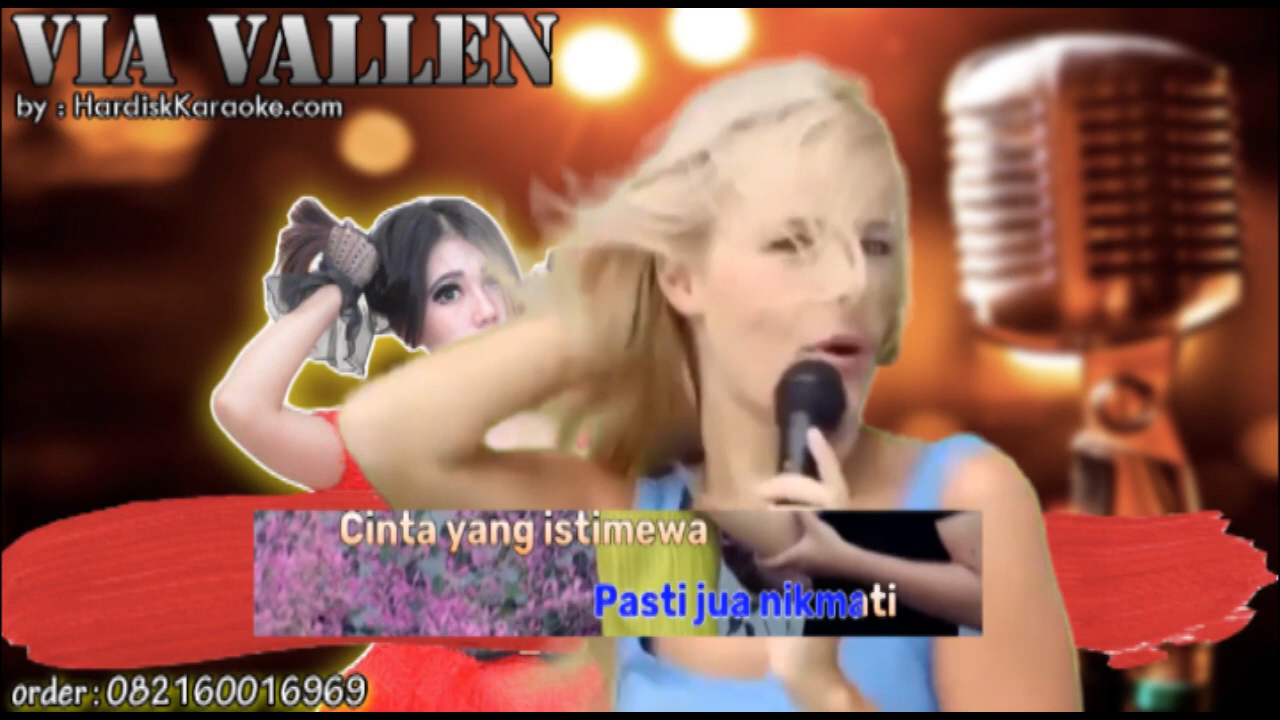 VIA VALLEN
by : HardiskKaraoke.com
Cinta yang istimewa
Pasti jua nikmati
order : 082160016969